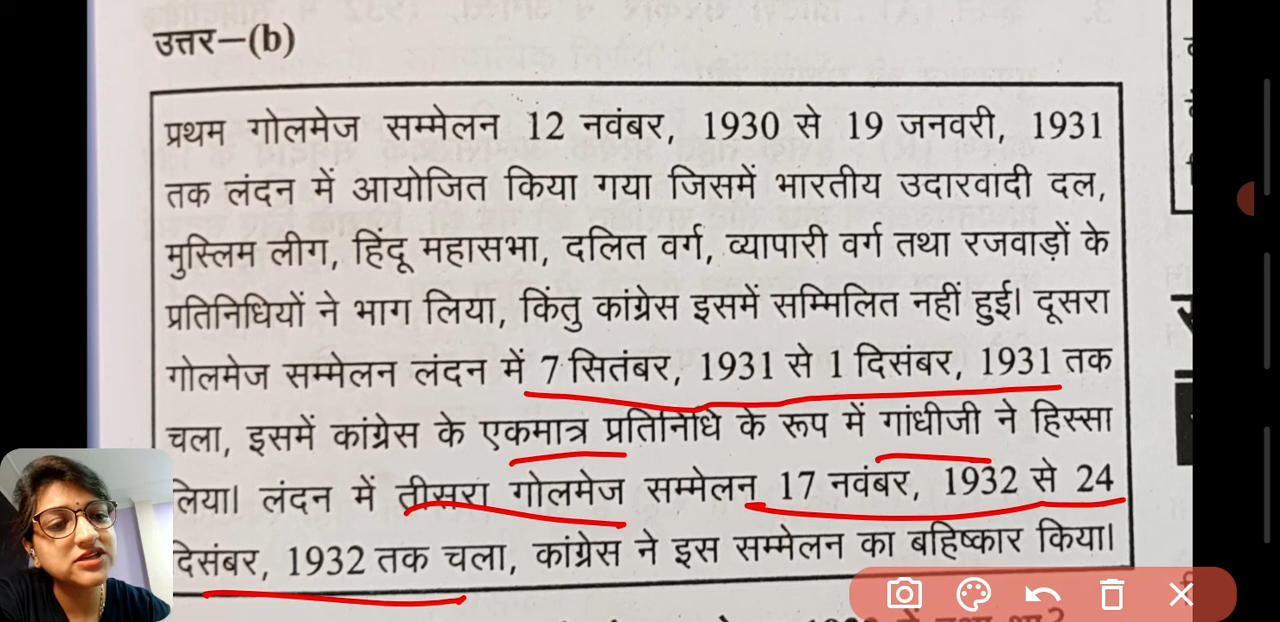 उत्तर–(b)
प्रथम गोलमेज सम्मेलन 12 नवंबर, 1930 से 19 जनवरी, 1931
तक लंदन में आयोजित किया गया जिसमें भारतीय उदारवादी दल,
मुस्लिम लीग, हिंदू महासभा, दलित वर्ग, व्यापारी वर्ग तथा रजवाड़ों के
प्रतिनिधियों ने भाग लिया, किंतु कांग्रेस इसमें सम्मिलित नहीं हुई। दूसरा
गोलमेज सम्मेलन लंदन में 7 सितंबर, 1931 से 1 दिसंबर, 1931 तक
चला, इसमें कांग्रेस के एकमात्र प्रतिनिधि के रूप में गांधीजी ने हिस्सा
लिया। लंदन में तीसरा गोलमेज सम्मेलन 17 नवंबर, 1932 से 24
दिसंबर, 1932 तक चला, कांग्रेस ने इस सम्मेलन का बहिष्कार किया।